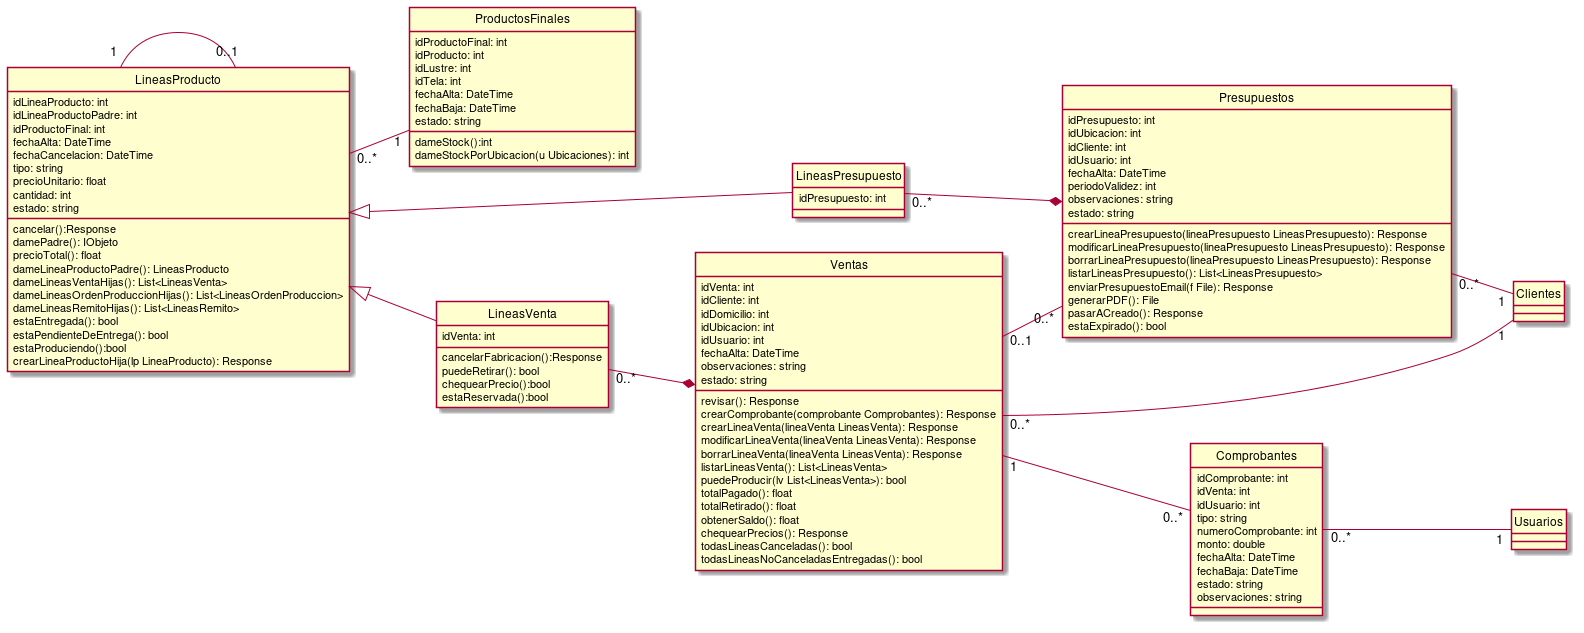 ProductosFinales
idProductoFinal: int
idProducto: int
idLustre: int
idTela: int
fechaAlta: DateTime
fechaBaja: DateTime
estado: string
dameStock():int
dameStockPorUbicacion(u Ubicaciones): int
1
0..1
LineasProducto
idLineaProducto: int
idLineaProductoPadre: int
idProductoFinal: int
fechaAlta: DateTime
fechaCancelacion: DateTime
tipo: string
precioUnitario: float
cantidad: int
estado: string
cancelar():Response
damePadre(): IObjeto
precioTotal(): float
dameLineaProductoPadre(): LineasProducto
dameLineasVentaHijas(): List<LineasVenta>
dameLineasOrdenProduccionHijas(): List<LineasOrdenProduccion>
dameLineasRemitoHijas(): List<LineasRemito>
estaEntregada(): bool
estaPendienteDeEntrega(): bool
estaProduciendo():bool
crearLineaProductoHija(lp LineaProducto): Response
1
0..*
LineasPresupuesto
idPresupuesto: int
0..*
Presupuestos
idPresupuesto: int
idUbicacion: int
idCliente: int
idUsuario: int
fechaAlta: DateTime
periodoValidez: int
observaciones: string
estado: string
crearLineaPresupuesto(lineaPresupuesto LineasPresupuesto): Response
modificarLineaPresupuesto(lineaPresupuesto LineasPresupuesto): Response
borrarLineaPresupuesto(lineaPresupuesto LineasPresupuesto): Response
listarLineasPresupuesto(): List<LineasPresupuesto>
enviarPresupuestoEmail(f File): Response
generarPDF(): File
pasarACreado(): Response
estaExpirado(): bool
0..*
1
Clientes
1
LineasVenta
idVenta: int
cancelarFabricacion():Response
puedeRetirar(): bool
chequearPrecio():bool
estaReservada():bool
0..*
Ventas
idVenta: int
idCliente: int
idDomicilio: int
idUbicacion: int
idUsuario: int
fechaAlta: DateTime
observaciones: string
estado: string
revisar(): Response
crearComprobante(comprobante Comprobantes): Response
crearLineaVenta(lineaVenta LineasVenta): Response
modificarLineaVenta(lineaVenta LineasVenta): Response
borrarLineaVenta(lineaVenta LineasVenta): Response
listarLineasVenta(): List<LineasVenta>
puedeProducir(lv List<LineasVenta>): bool
totalPagado(): float
totalRetirado(): float
obtenerSaldo(): float
chequearPrecios(): Response
todasLineasCanceladas(): bool
todasLineasNoCanceladasEntregadas(): bool
0..*
0..1
0..*
1
0..*
Comprobantes
idComprobante: int
idVenta: int
idUsuario: int
tipo: string
numeroComprobante: int
monto: double
fechaAlta: DateTime
fechaBaja: DateTime
estado: string
observaciones: string
0..*
1
Usuarios